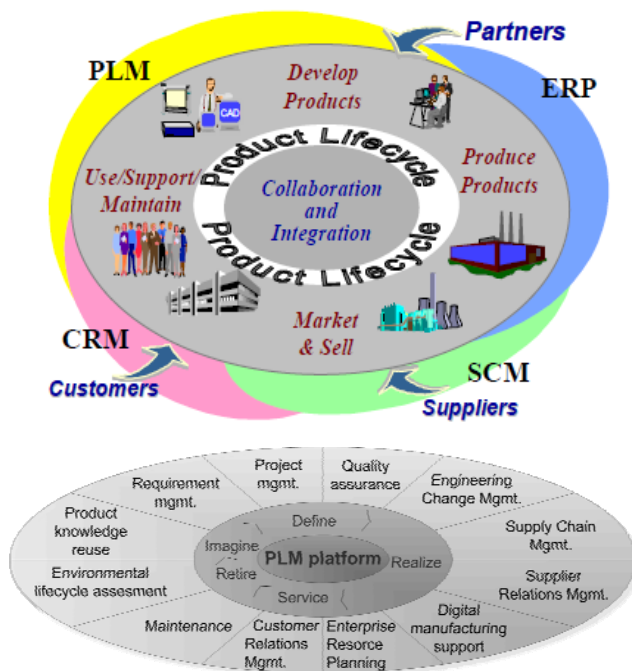 Partners
PLM
Develop
Products
ERP
CAD
Product Lifecycle
Use/Support/
Maintain
Collaboration
and
Integration
Produce
Products
Product Lifecycle
Market
& Sell
CRM
Customers
SCM
Suppliers
Project
mgmt.
Quality
assurance
Requirement
mgmt.
Engineering
Change Mgmt.
Product
knowledge
reuse
Define
Supply Chain
Mgmt.
Imagine
PLM platform
Realize
Environmental
lifecycle assesment
Retire
Supplier
Relations Mgmt.
Service
Maintenance
Customer
Relations
Mgmt.
Enterprise
Resorce
Planning
Digital
manufacturing
support